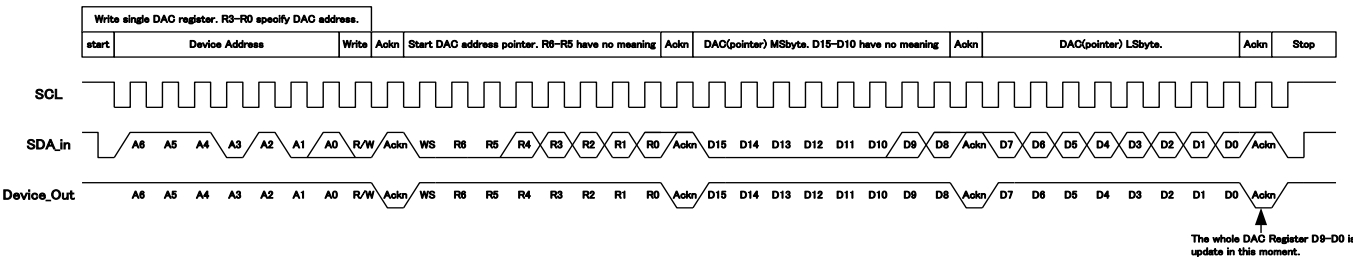 Write single DAC register. R3-R0 specify DAC address.
start Device Address Write Ackn Start DAC address pointer. R6-R5 have no meaning Ackn DAC(pointer) MSbyte. D15-D10 have no meaning Ackn DAC(pointer) LSbyte. Ackn Stop
SCL
SDA_in A6 A5 A4 A3 A2 A1 A0 R/W Ackn WS R6 R5 R4 R3 R2 R1 R0 Ackn D15 D14 D13 D12 D11 D10 D9 D8 Ackn D7 D6 D5 D4 D3 D2 D1 D0 Ackn
Device_Out A6 A5 A4 A3 A2 A1 A0 R/W Ackn WS R6 R5 R4 R3 R2 R1 R0 Ackn D15 D14 D13 D12 D11 D10 D9 D8 Ackn D7 D6 D5 D4 D3 D2 D1 D0 Ackn
The whole DAC Register D9-D0 is
update in this moment.